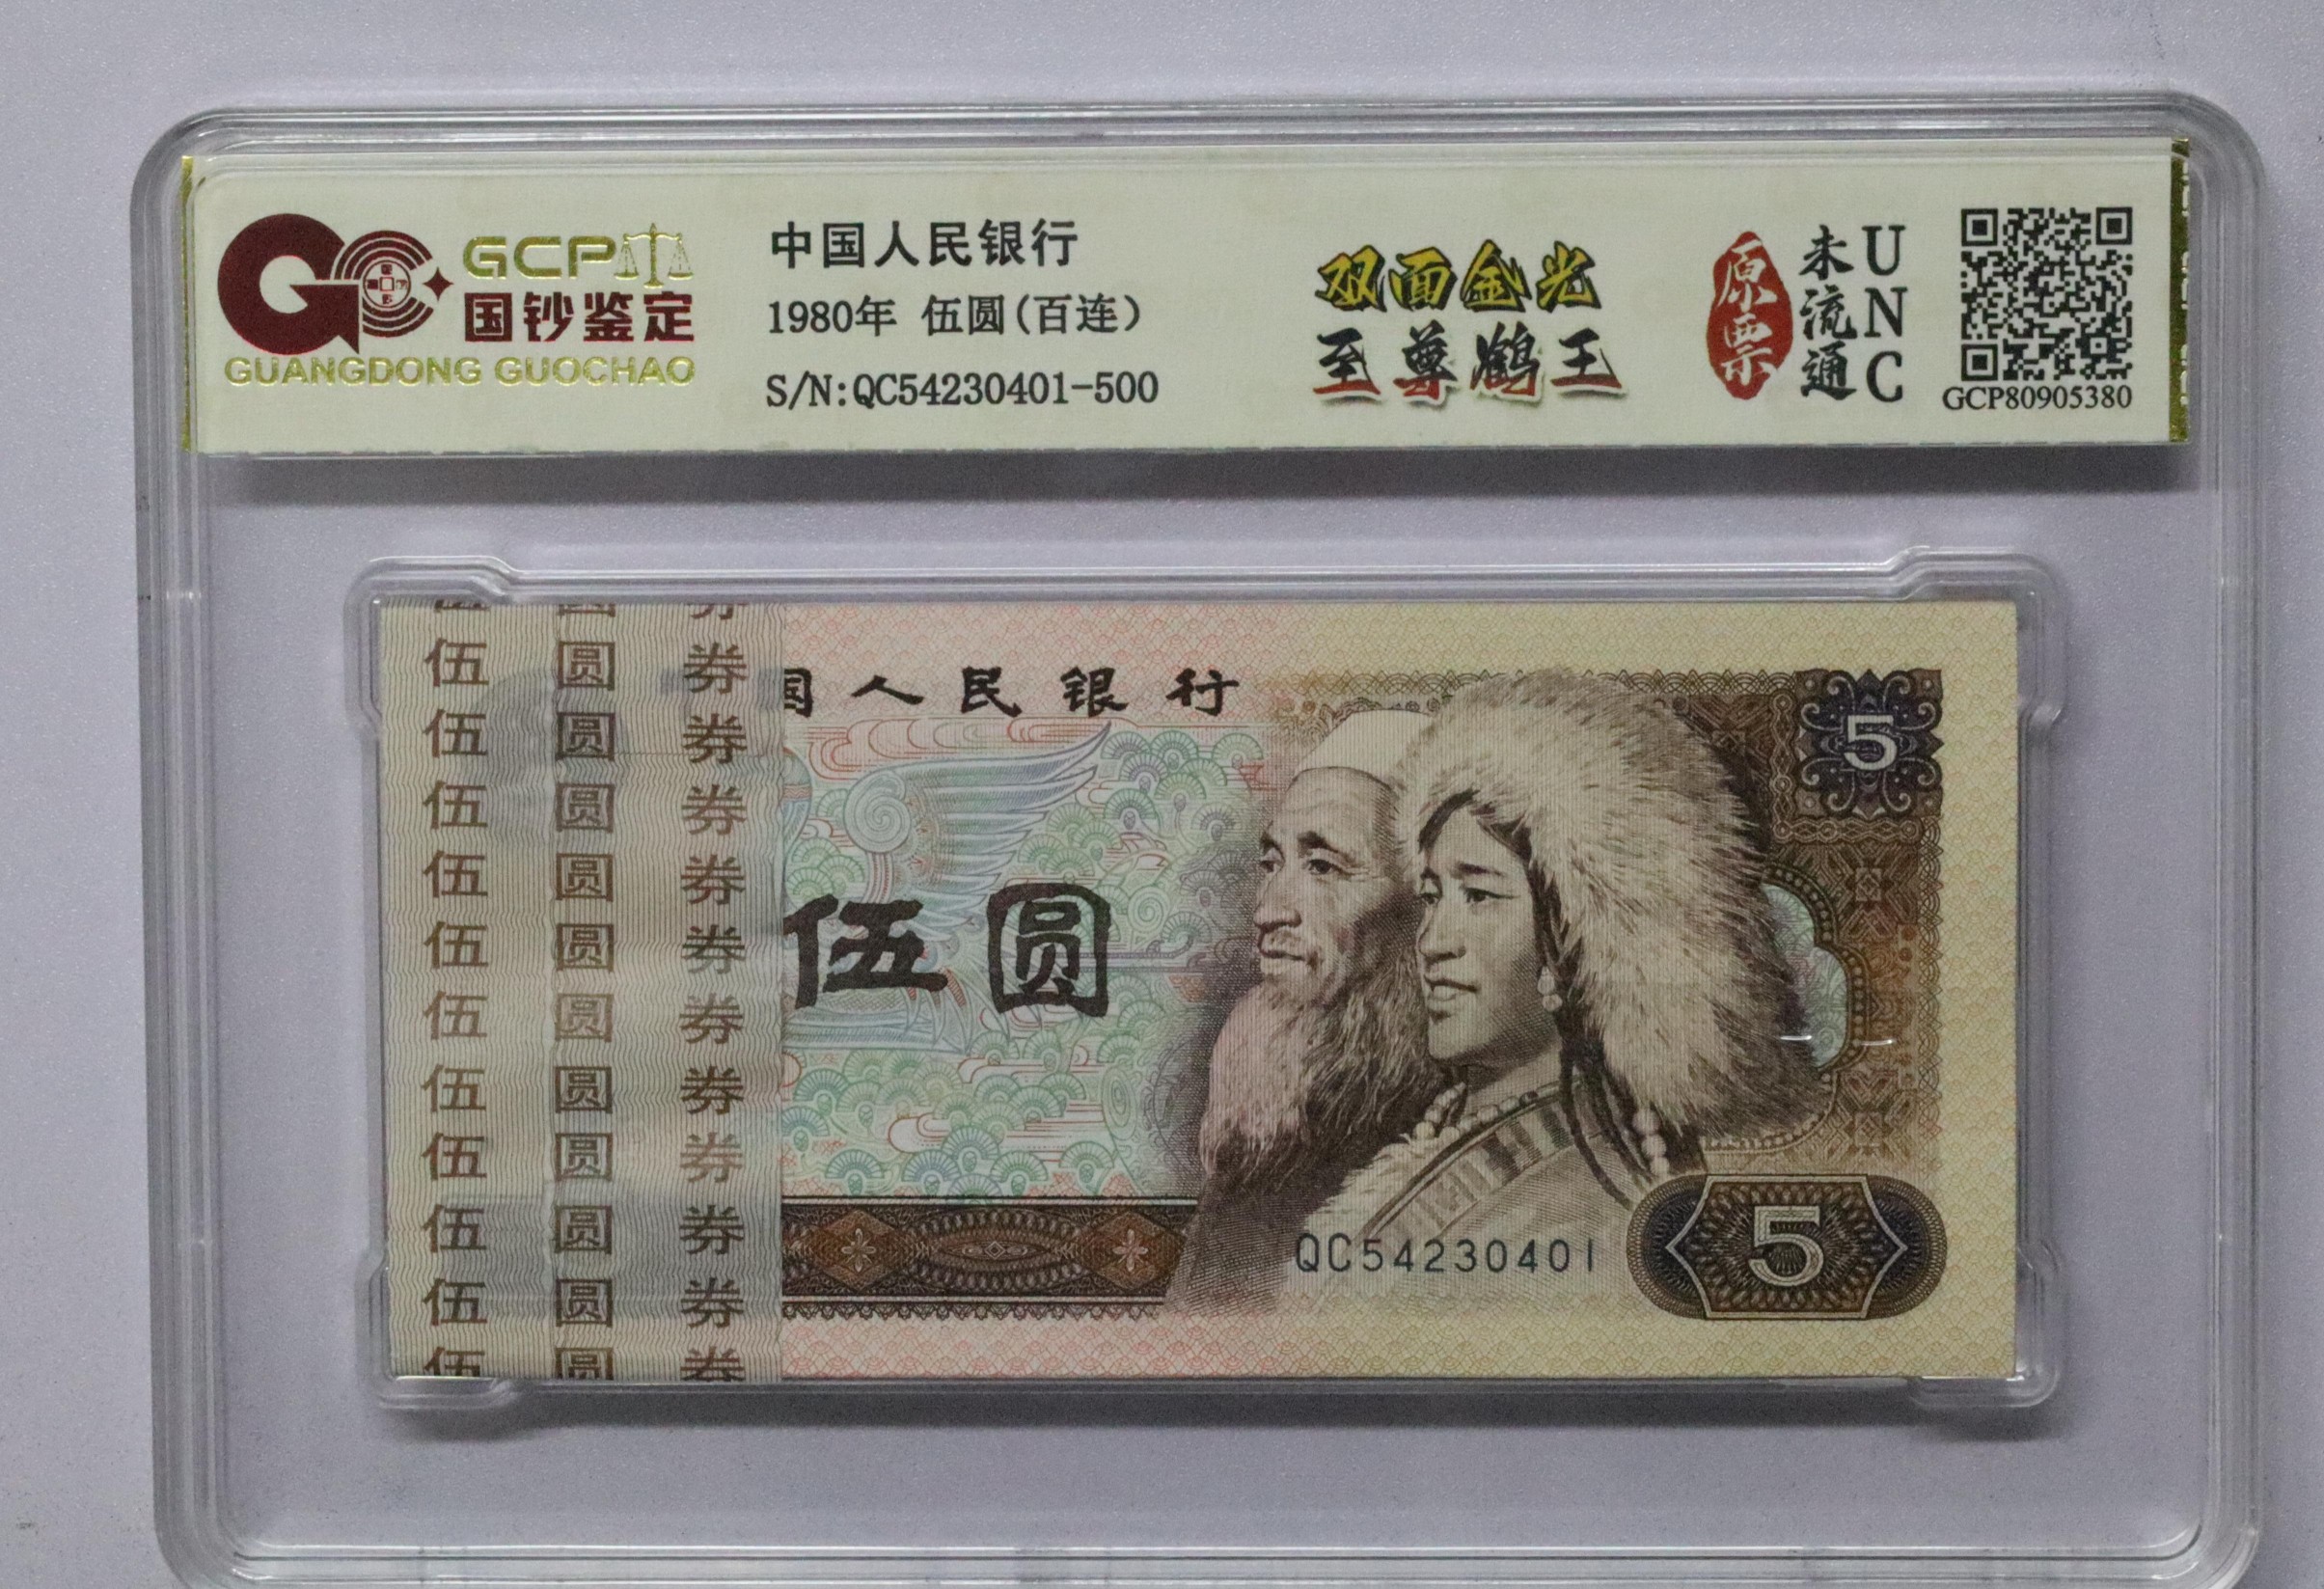 GCP
国钞鉴定
GUANGDONG GUOCHAO
中国人民银行
1980年 伍圆(百连)
S/N:QC54230401-500
双面金光
至尊鹤王
原票
未流通
UNC
GCP80905380
伍 圆 券
伍 圆 券
伍 圆 券
伍 圆 券
伍 圆 券
伍 圆 券
伍 圆 券
伍 圆 券
伍 圆 券
伍 圆 券
伍 圆 券
国人民银行
5
伍圆
QC54230401
5